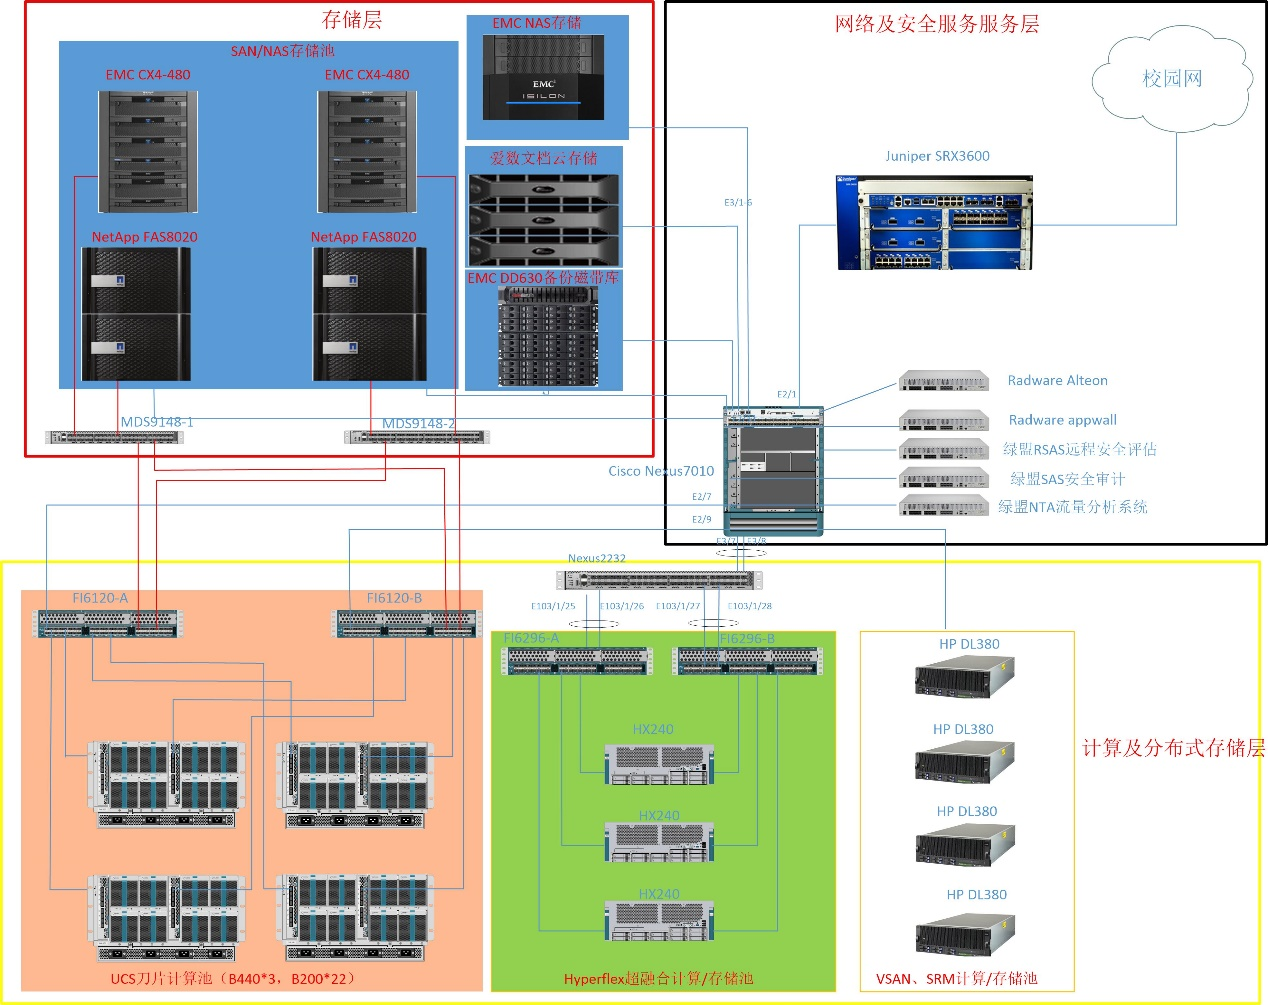 存储层
SAN/NAS存储池
EMC CX4-480
EMC CX4-480
NetApp FAS8020
NetApp FAS8020
EMC NAS存储
EMC²
ISILON
爱数文档云存储
EMC DD630备份磁带库
MDS9148-1
MDS9148-2
网络及安全服务服务层
校园网
Juniper SRX3600
E3/1-6
E2/1
Radware Alteon
Radware appwall
绿盟RSAS远程安全评估
绿盟SAS安全审计
绿盟NTA流量分析系统
Cisco Nexus7010
E2/7
E2/9
E3/7
E3/8
Nexus2232
E103/1/25
E103/1/26
E103/1/27
E103/1/28
FI6120-A
FI6120-B
UCS刀片计算池（B440*3，B200*22）
FI6296-A
FI6296-B
HX240
HX240
HX240
Hyperflex超融合计算/存储池
HP DL380
HP DL380
HP DL380
HP DL380
VSAN、SRM计算/存储池
计算及分布式存储层